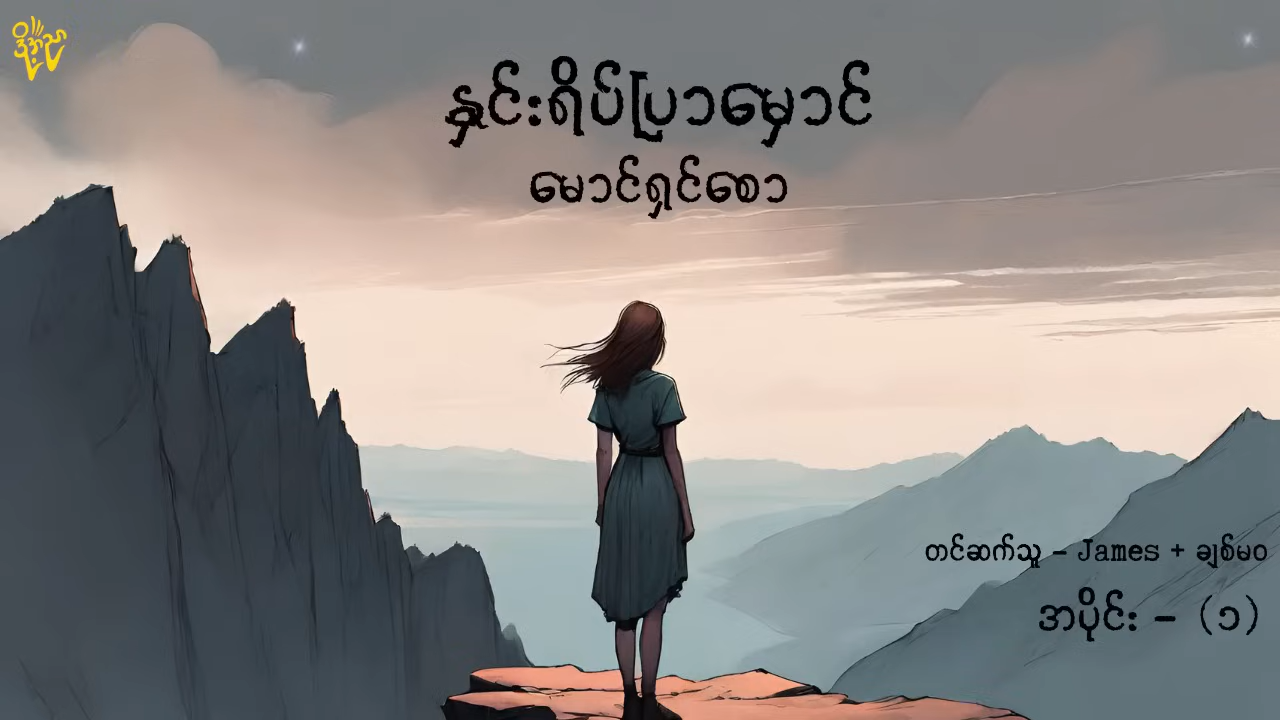 နှင်းရိပ်ပြာမှောင်
မောင်ရှင်စော
တင်ဆက်သူ – James + ချစ်မဝ
အပိုင်း – (၁)